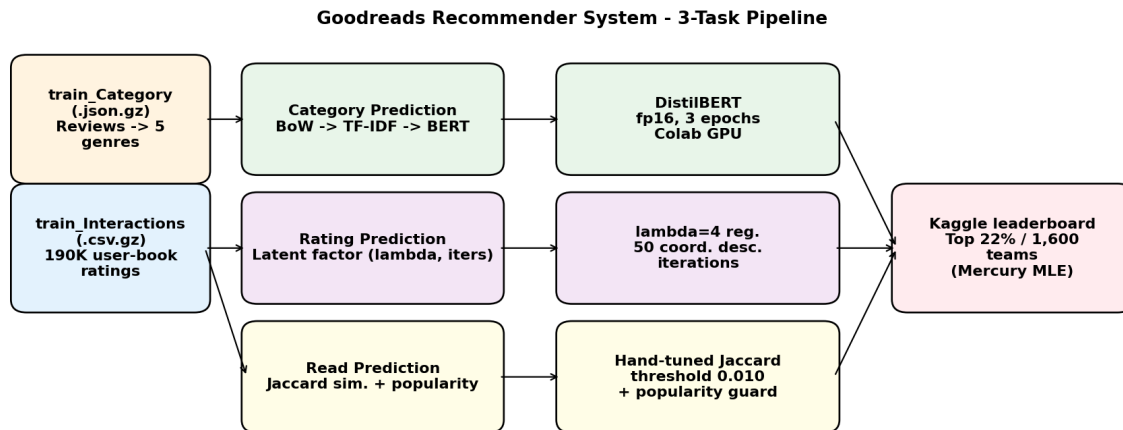 Goodreads Recommender System - 3-Task Pipeline
train_Category
(.json.gz)
Reviews -> 5
genres
Category Prediction
BoW -> TF-IDF -> BERT
DistilBERT
fp16, 3 epochs
Colab GPU
train_Interactions
(.csv.gz)
190K user-book
ratings
Rating Prediction
Latent factor (lambda, iters)
lambda=4 reg.
50 coord. desc.
iterations
Kaggle leaderboard
Top 22% / 1,600
teams
(Mercury MLE)
Read Prediction
Jaccard sim. + popularity
Hand-tuned Jaccard
threshold 0.010
+ popularity guard